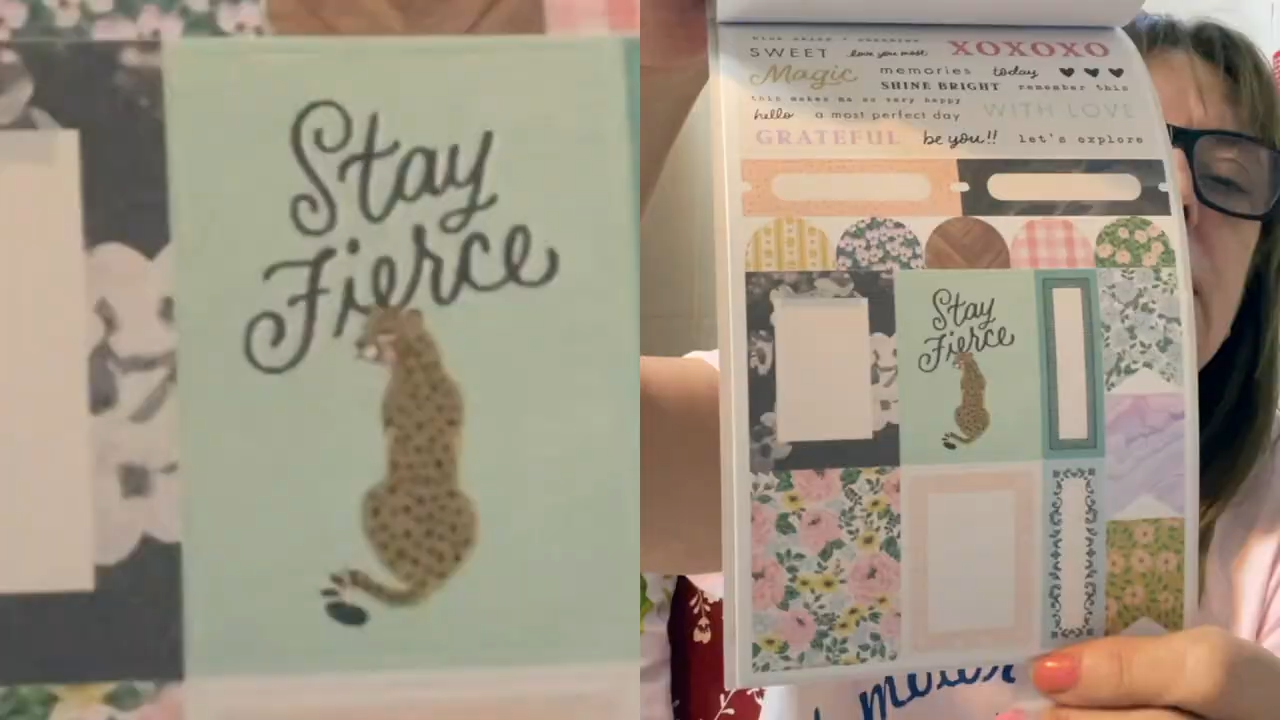 Stay
Fierce
SWEET love you most XOXOXO
Magic memories today
SHINE BRIGHT remember this
this makes me so very happy
WITH LOVE
hello a most perfect day
GRATEFUL be you!! let's explore
Stay
Fierce